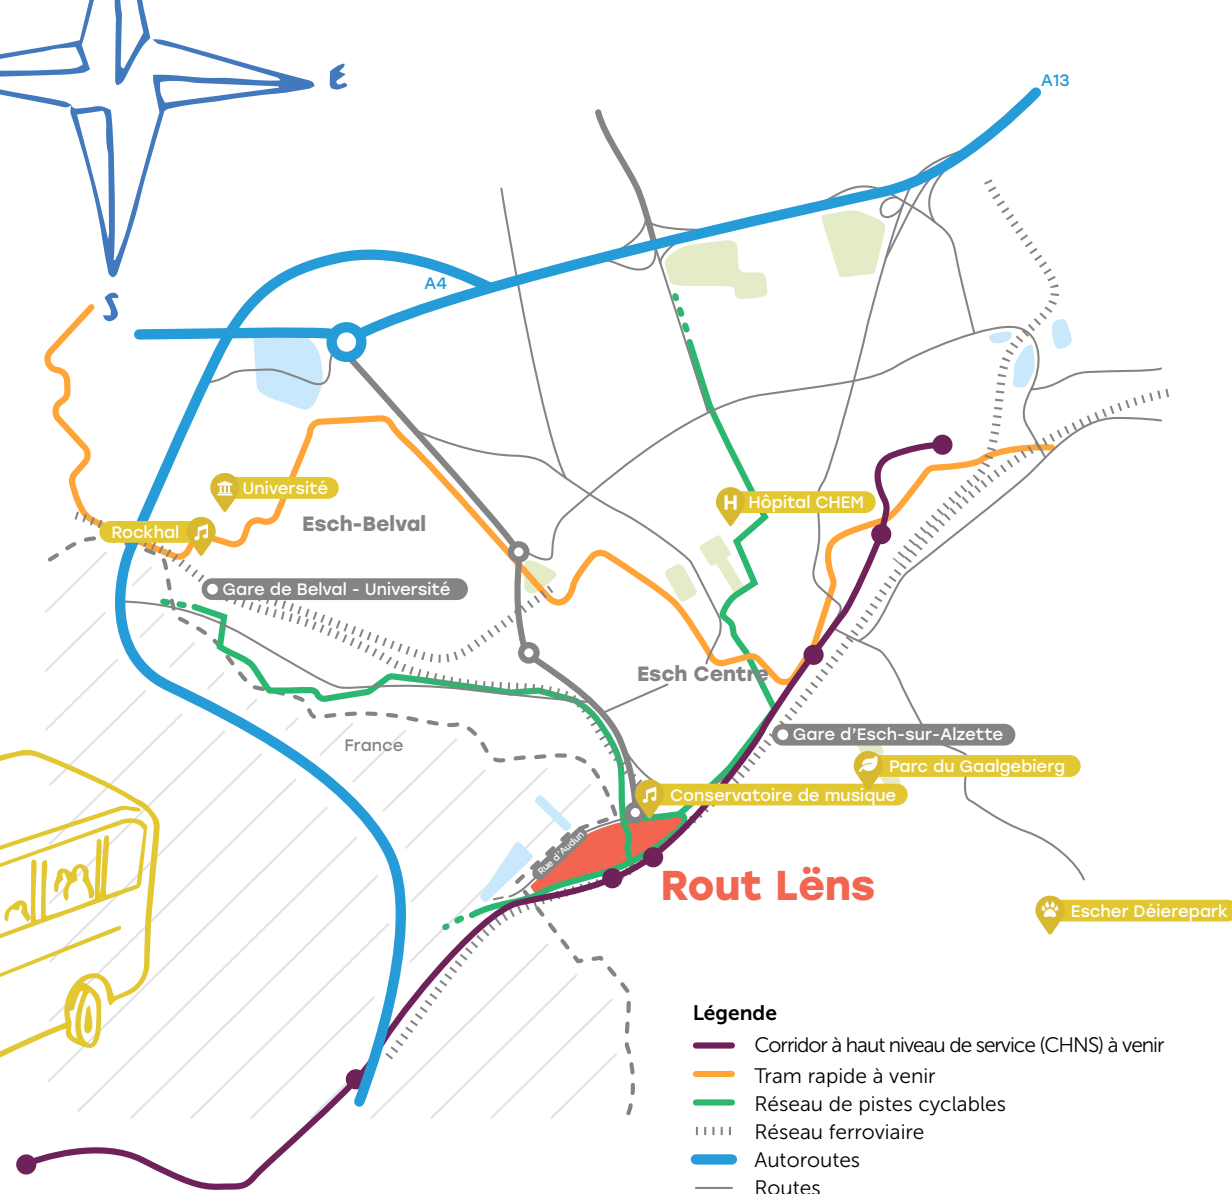 E
A13
S
A4
Université
Hôpital CHEM
Rockhal
Esch-Belval
Gare de Belval - Université
Esch Centre
France
Gare d'Esch-sur-Alzette
Parc du Gaalgebierg
Conservatoire de musique
Rue d'Audun
Rout Lëns
Escher Déierepark
Légende
Corridor à haut niveau de service (CHNS) à venir
Tram rapide à venir
Réseau de pistes cyclables
Réseau ferroviaire
Autoroutes
Routes